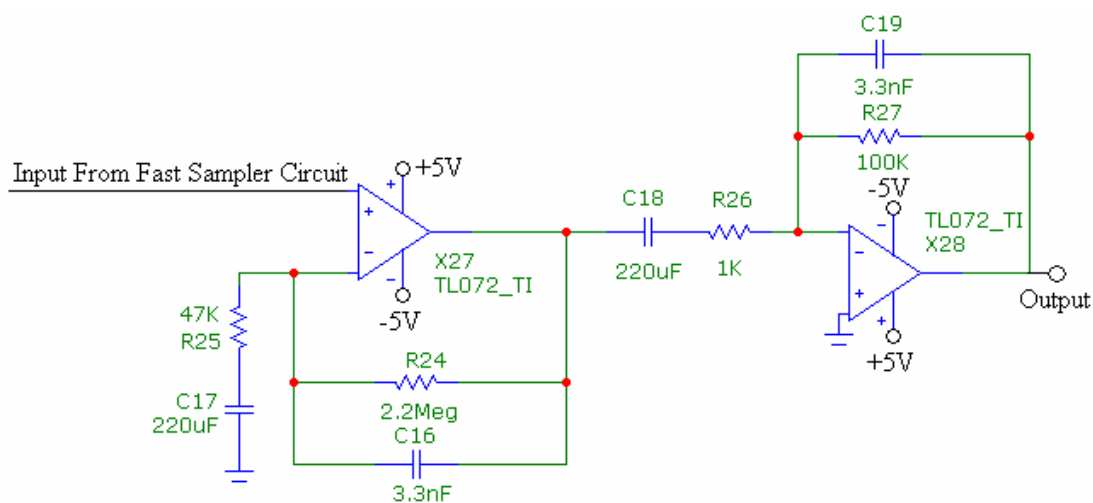 C19
3.3nF
R27
100K
Input From Fast Sampler Circuit
+5V
+
+
−
−
X27
TL072_TI
-5V
C18
220uF
R26
1K
-5V
−
TL072_TI
X28
−
+
+
+5V
Output
47K
R25
C17
220uF
R24
2.2Meg
C16
3.3nF